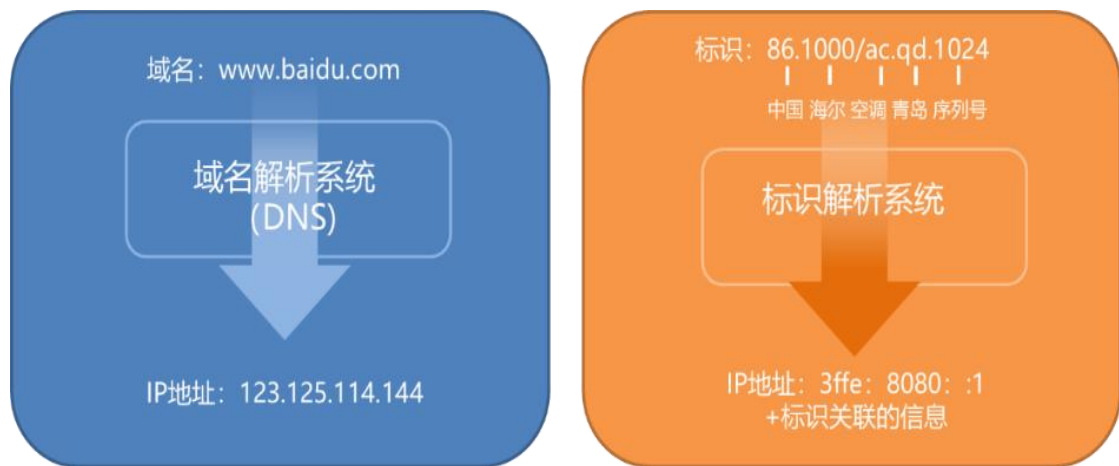 域名：www.baidu.com
域名解析系统
(DNS)
IP地址：123.125.114.144
标识：86.1000/ac.qd.1024
中国 海尔 空调 青岛 序列号
标识解析系统
IP地址：3ffe：8080：:1
+标识关联的信息